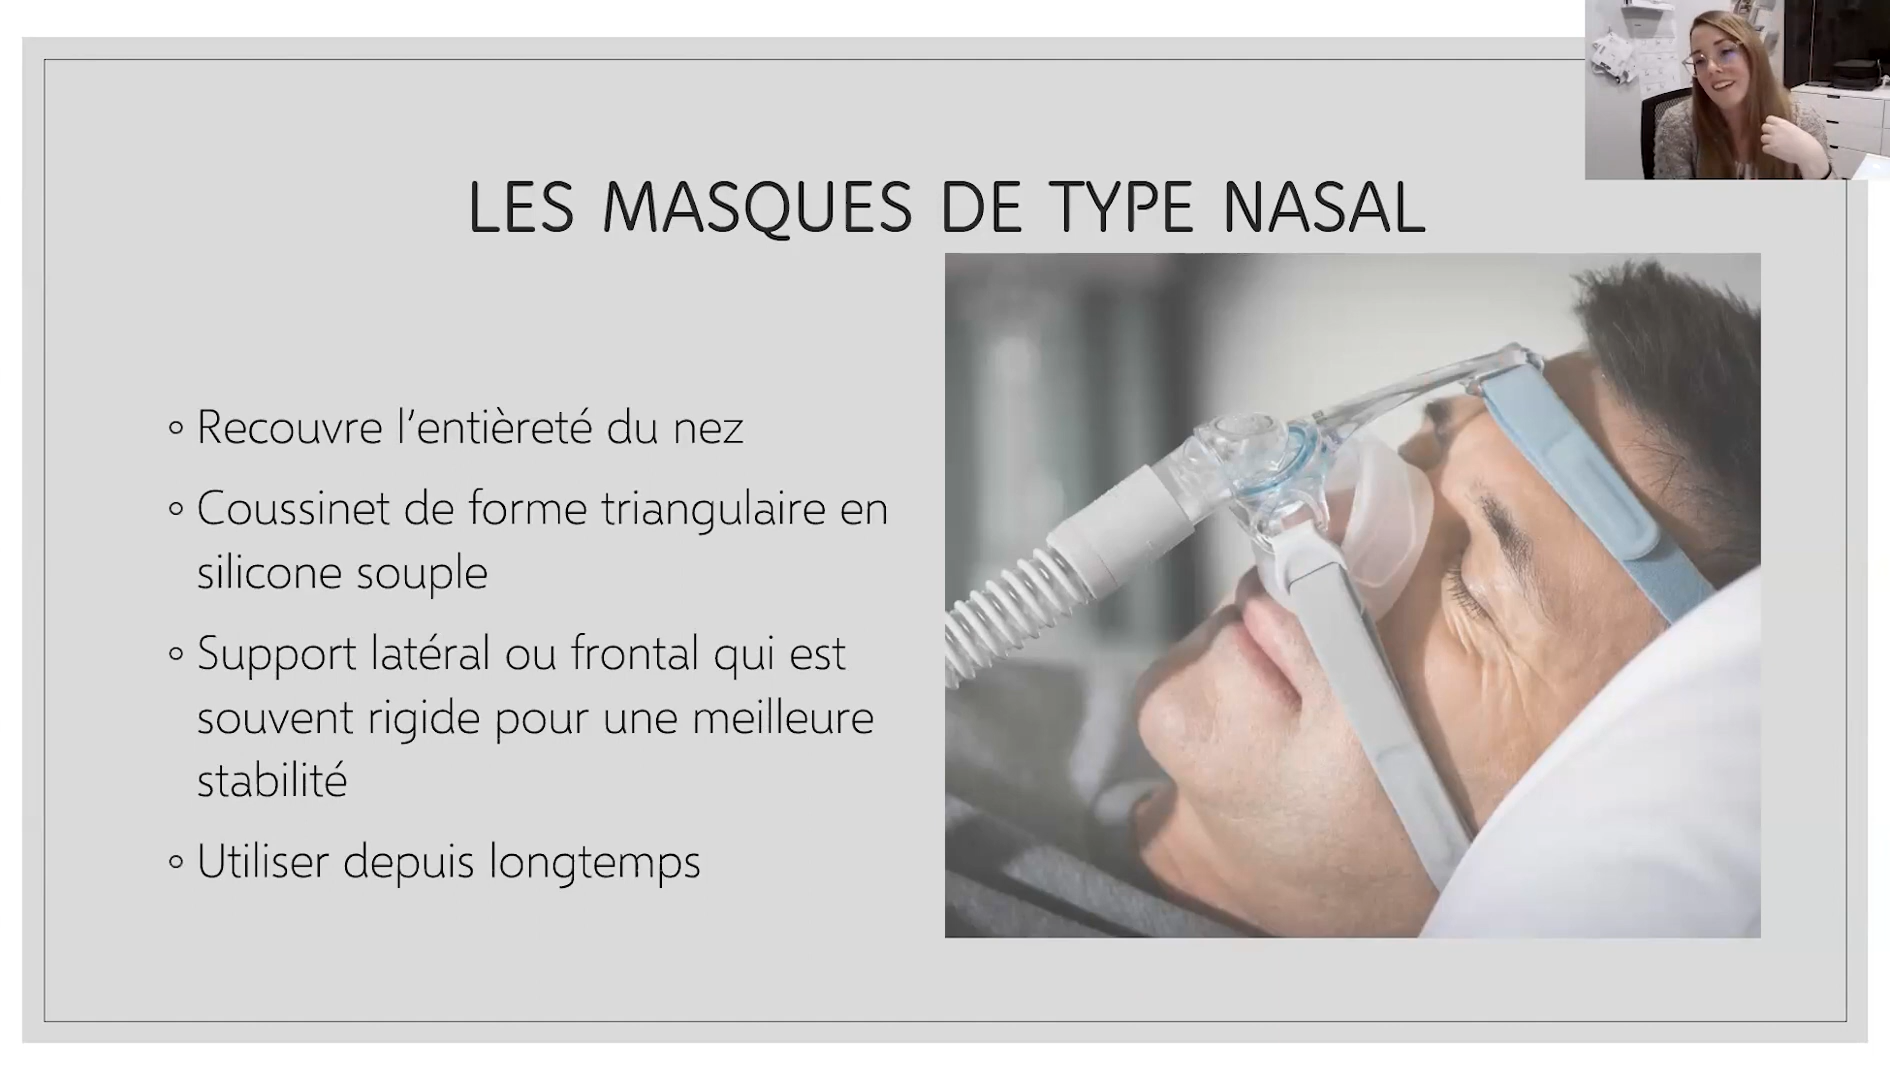 LES MASQUES DE TYPE NASAL
◦ Recouvre l’entièreté du nez
◦ Coussinet de forme triangulaire en
silicone souple
◦ Support latéral ou frontal qui est
souvent rigide pour une meilleure
stabilité
◦ Utiliser depuis longtemps